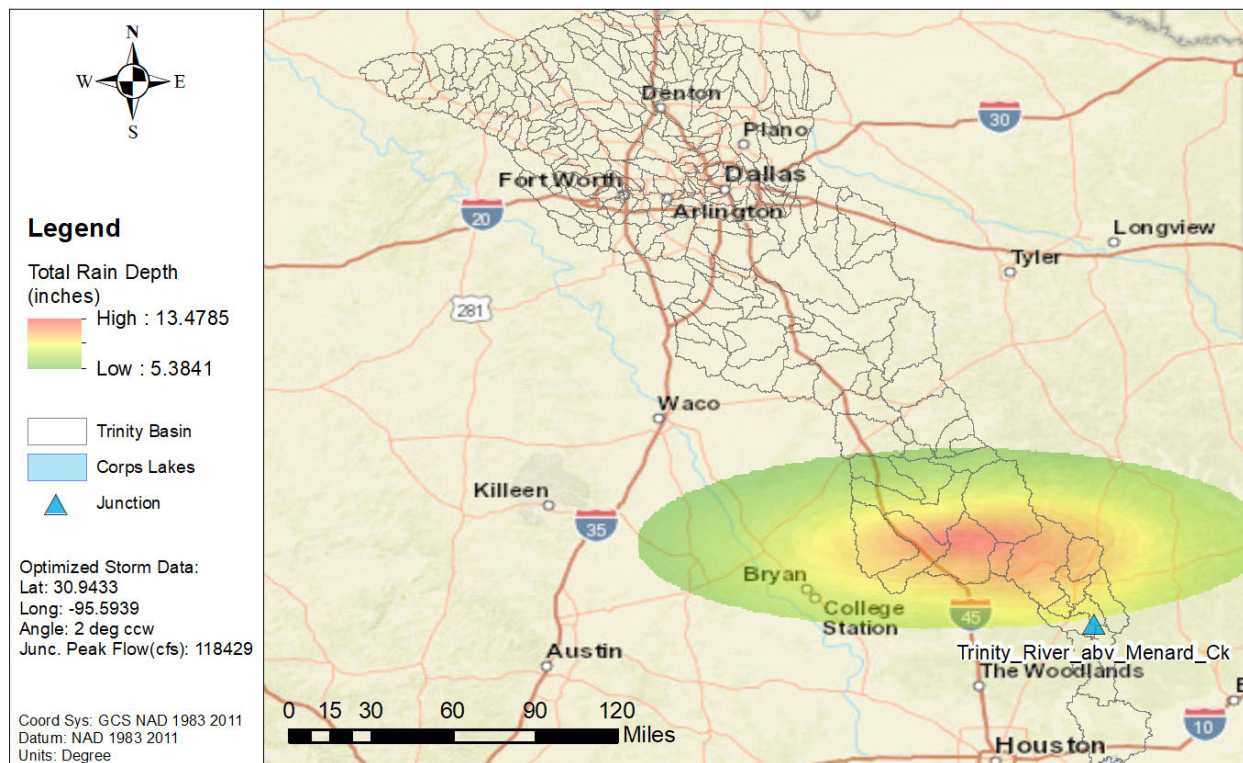 N
W E
S
Legend
Total Rain Depth
(inches)
High : 13.4785
Low : 5.3841
Trinity Basin
Corps Lakes
Junction
Optimized Storm Data:
Lat: 30.9433
Long: -95.5939
Angle: 2 deg ccw
Junc. Peak Flow(cfs): 118429
Coord Sys: GCS NAD 1983 2011
Datum: NAD 1983 2011
Units: Degree
Denton
30
Plano
Dallas
Fort Worth
20
Arlington
Longview
Tyler
281
Waco
Killeen
35
Bryan
College
Station
45
Trinity_River_abv_Menard_Ck
Austin
The Woodlands
0 15 30 60 90 120
Miles
10
Houston